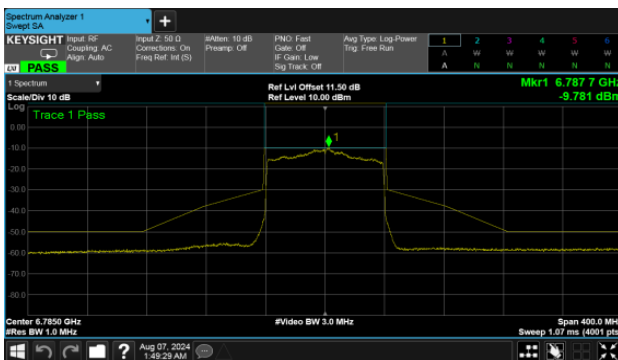 Spectrum Analyzer 1
Swept SA
+
KEYSIGHT
Input: RF
Coupling: AC
Align: Auto
Input Z: 50 Ω
Corrections: On
Freq Ref: Int (S)
#Atten: 10 dB
Preamp: Off
PNO: Fast
Gate: Off
IF Gain: Low
Sig Track: Off
Avg Type: Log-Power
Trig: Free Run
1 2 3 4 5 6
A W W W W W
A N N N N N
LXI PASS
1 Spectrum
Scale/Div 10 dB
Ref Lvl Offset 11.50 dB
Ref Level 10.00 dBm
Mkr1 6.787 7 GHz
-9.781 dBm
Log
Trace 1 Pass
1
0.00
-10.0
-20.0
-30.0
-40.0
-50.0
-60.0
-70.0
-80.0
Center 6.7850 GHz
#Res BW 1.0 MHz
#Video BW 3.0 MHz
Span 400.0 MH
Sweep 1.07 ms (4001 pts
?
Aug 07, 2024
1:49:29 AM